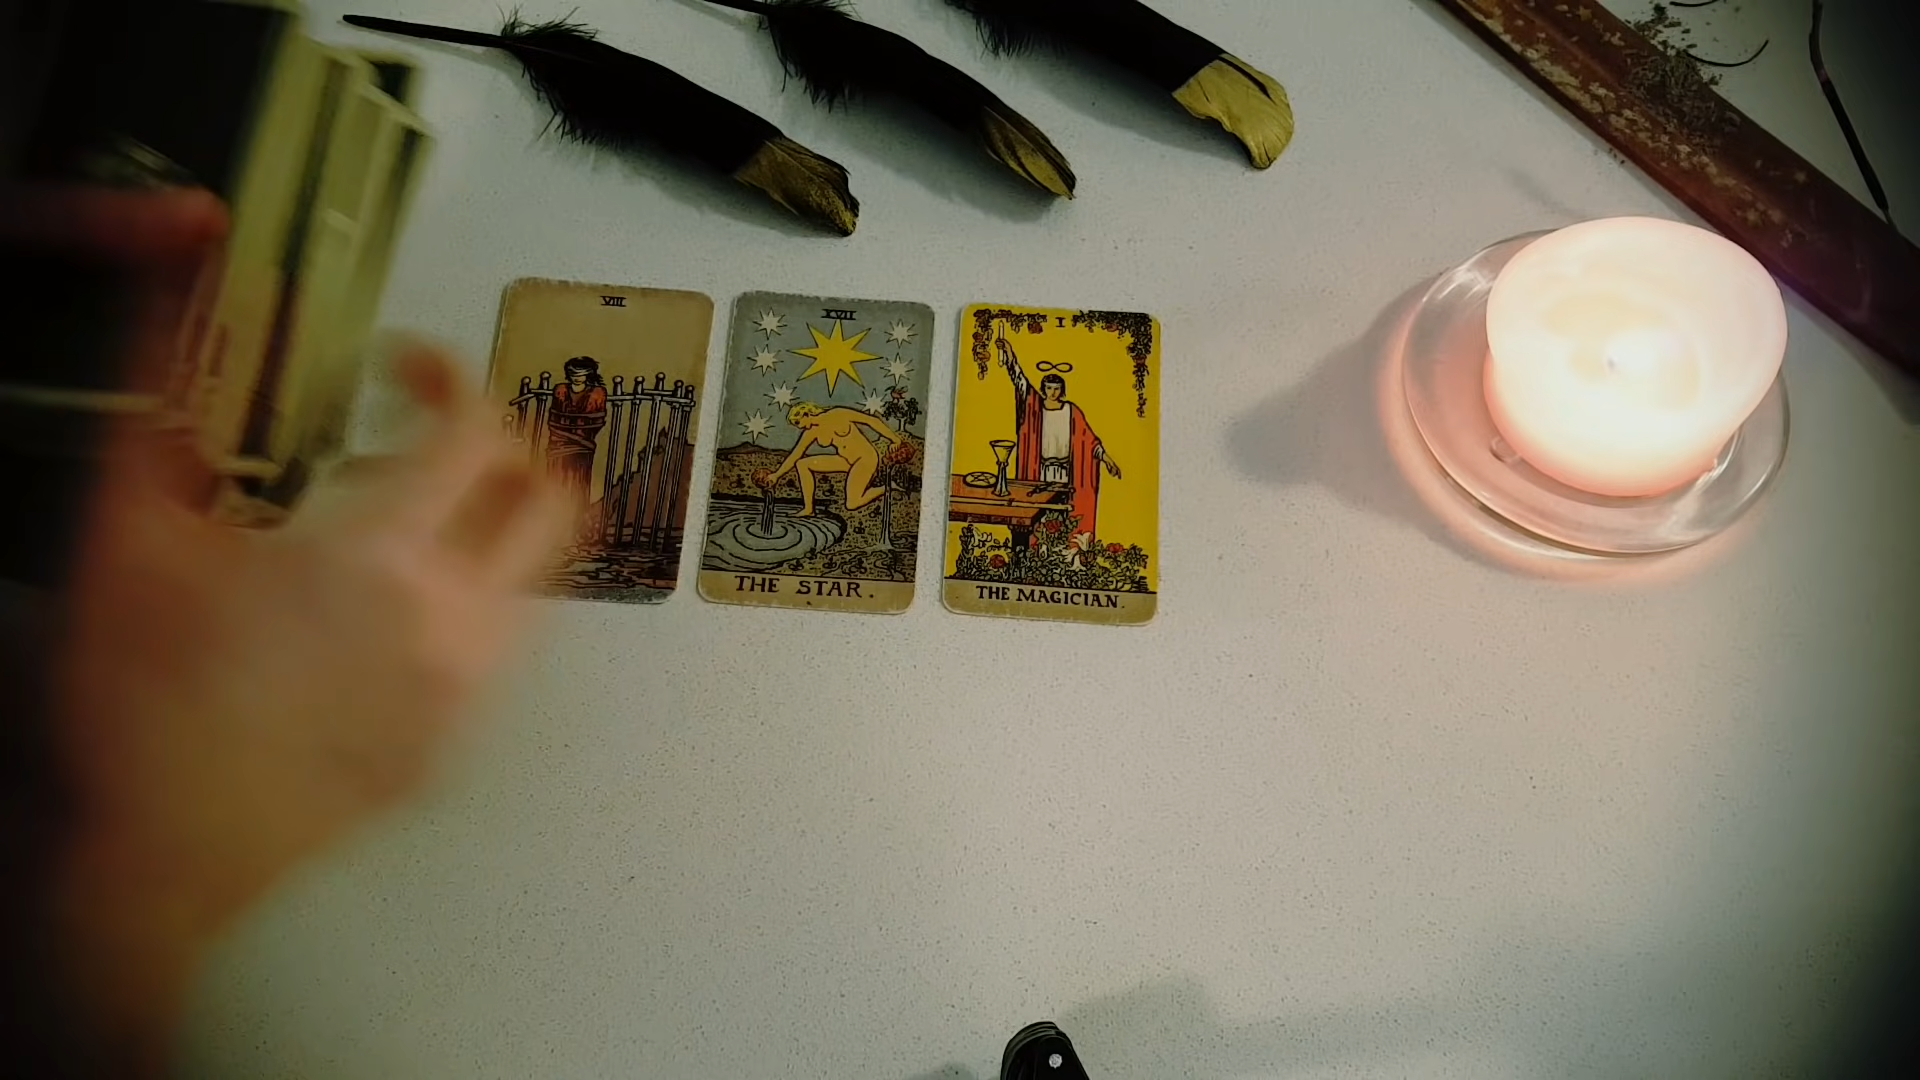 VIII
XVII
I
THE STAR.
THE MAGICIAN.